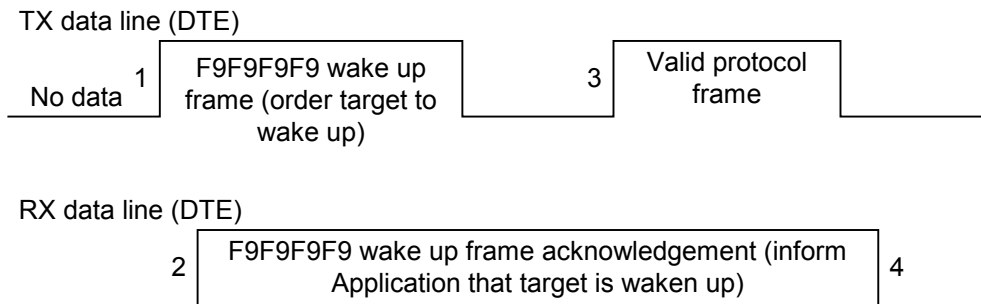 TX data line (DTE)
No data
1
F9F9F9F9 wake up
frame (order target to
wake up)
3
Valid protocol
frame
RX data line (DTE)
2
F9F9F9F9 wake up frame acknowledgement (inform
Application that target is waken up)
4